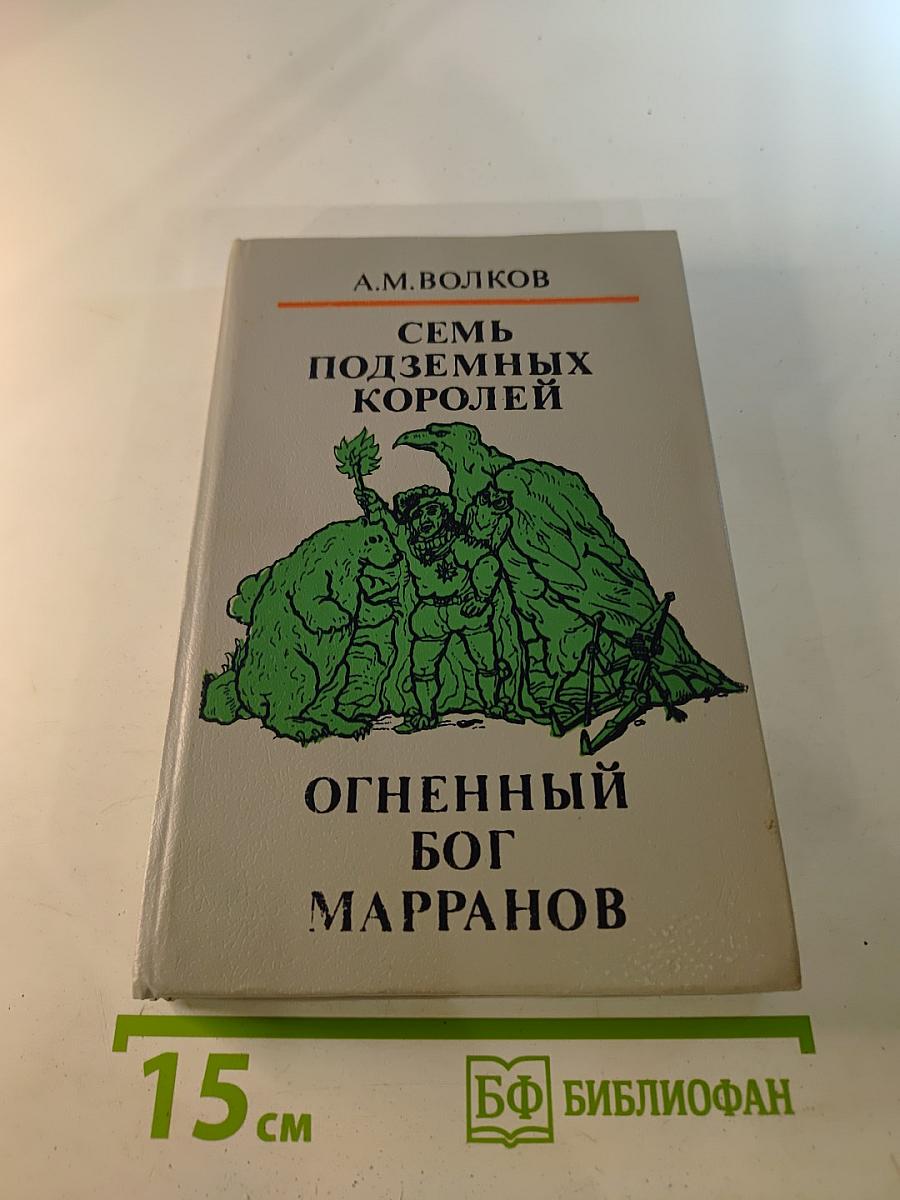 А.М.ВОЛКОВ
СЕМЬ
ПОДЗЕМНЫХ
КОРОЛЕЙ
ОГНЕННЫЙ
БОГ
МАРРАНОВ
15 см
БФ БИБЛИОФАН